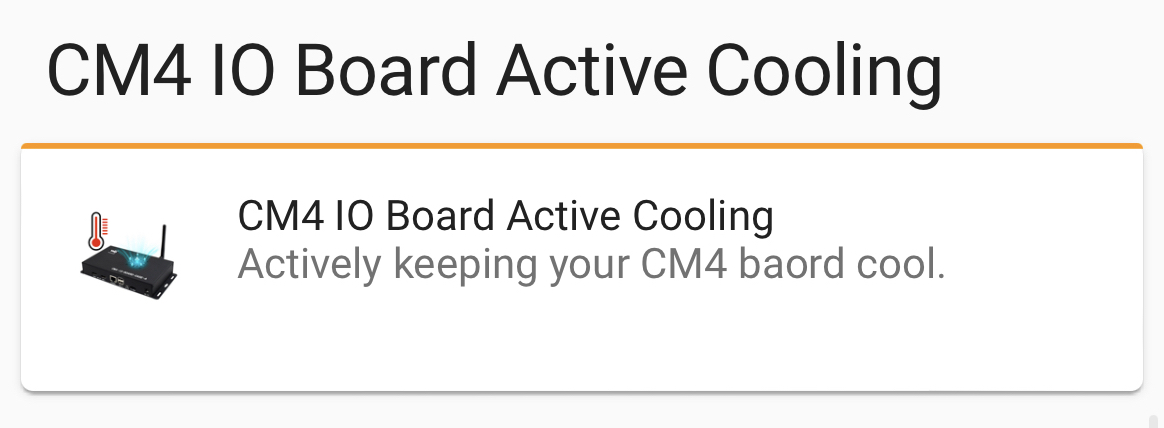 CM4 IO Board Active Cooling
CM4 IO Board Active Cooling
Actively keeping your CM4 baord cool.